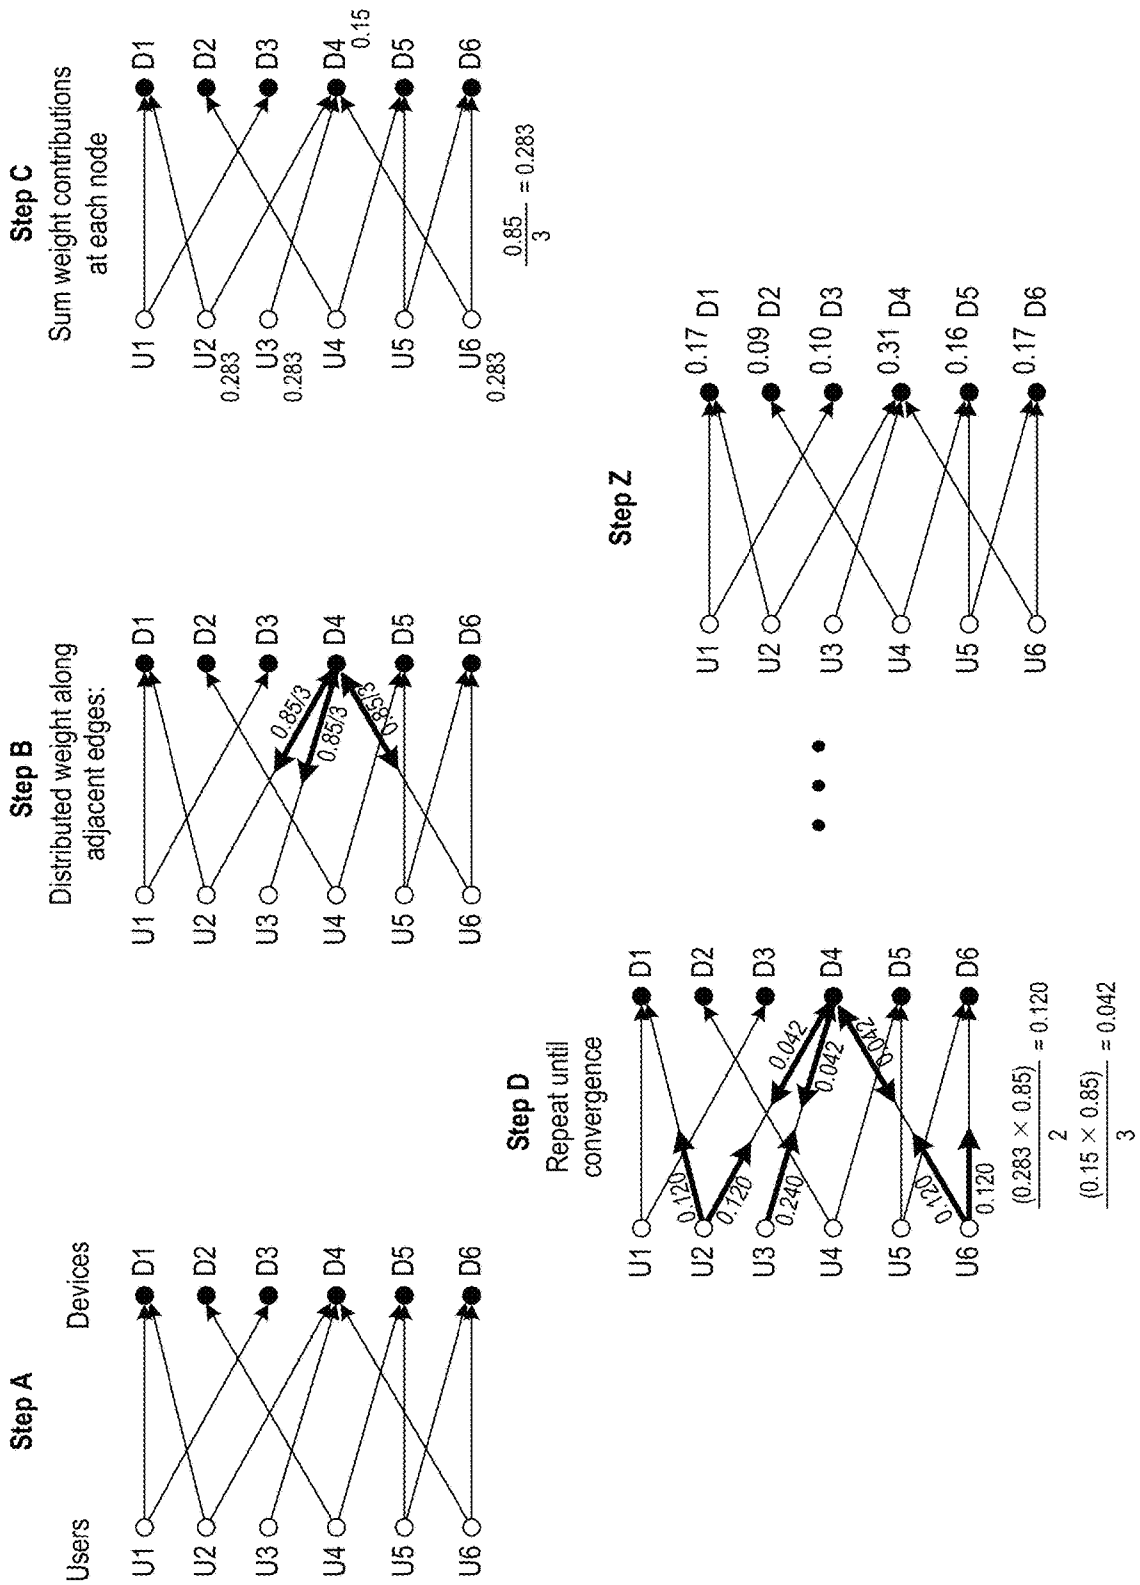 Step A
Users
Devices
U1
D1
U2
D2
U3
D3
U4
D4
U5
D5
U6
D6
Step B
Distributed weight along
adjacent edges:
U1
D1
U2
D2
0.85/3
U3
D3
0.85/3
U4
D4
0.85/3
U5
D5
U6
D6
Step C
Sum weight contributions
at each node
U1
D1
U2
0.283
D2
U3
0.283
D3
U4
D4
0.15
U5
D5
U6
0.283
D6
0.85
3
= 0.283
Step D
Repeat until
convergence
U1
D1
0.120
U2
D2
0.120
0.042
U3
D3
0.240
0.042
U4
D4
0.042
U5
D5
0.120
U6
D6
0.120
(0.283 × 0.85)
2
= 0.120
(0.15 × 0.85)
3
= 0.042
Step Z
U1
0.17 D1
U2
0.09 D2
U3
0.10 D3
U4
0.31 D4
U5
0.16 D5
U6
0.17 D6